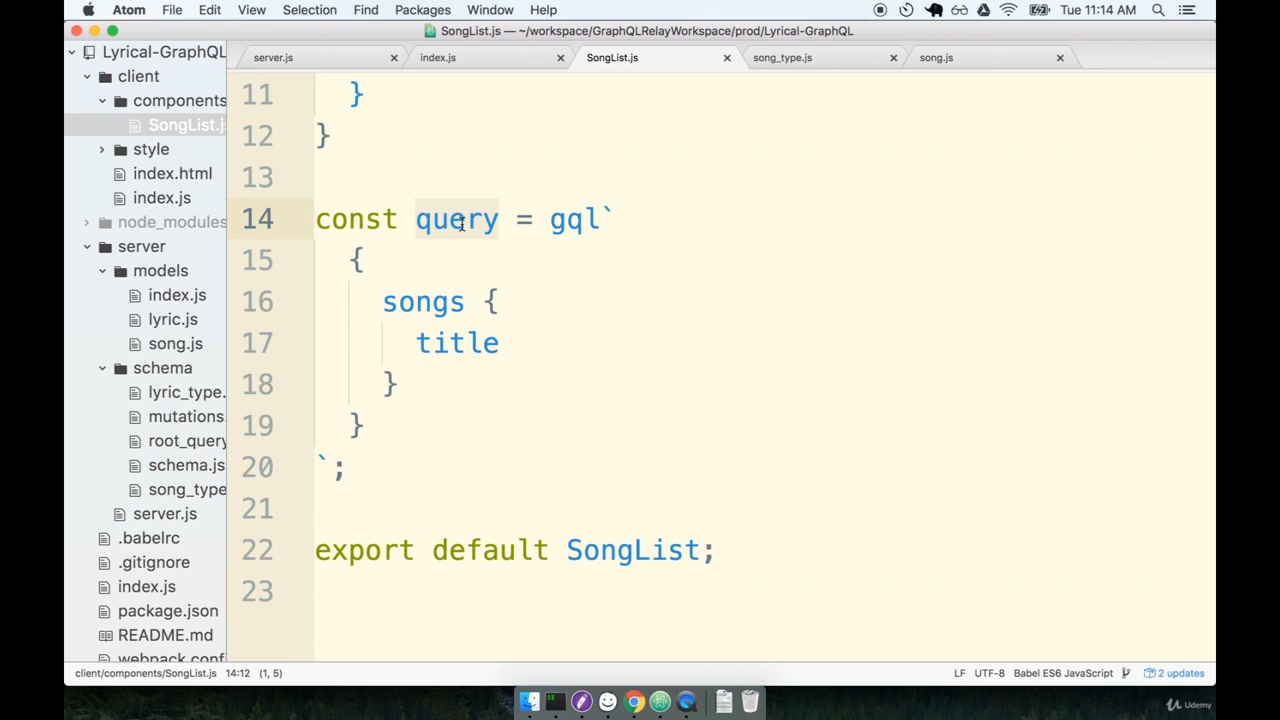 Atom File Edit View Selection Find Packages Window Help Tue 11:14 AM
SongList.js — ~/workspace/GraphQLRelayWorkspace/prod/Lyrical-GraphQL
Lyrical-GraphQL
client
components
SongList.js
style
index.html
index.js
node_modules
server
models
index.js
lyric.js
song.js
schema
lyric_type.
mutations.
root_query
schema.js
song_type
server.js
.babelrc
.gitignore
index.js
package.json
README.md
webpack.confi
server.js index.js SongList.js song_type.js song.js
11 }
12 }
13
14 const query = gql`
15 {
16 songs {
17 title
18 }
19 }
20 `;
21
22 export default SongList;
23
client/components/SongList.js 14:12 (1, 5) LF UTF-8 Babel ES6 JavaScript 2 updates
Udemy